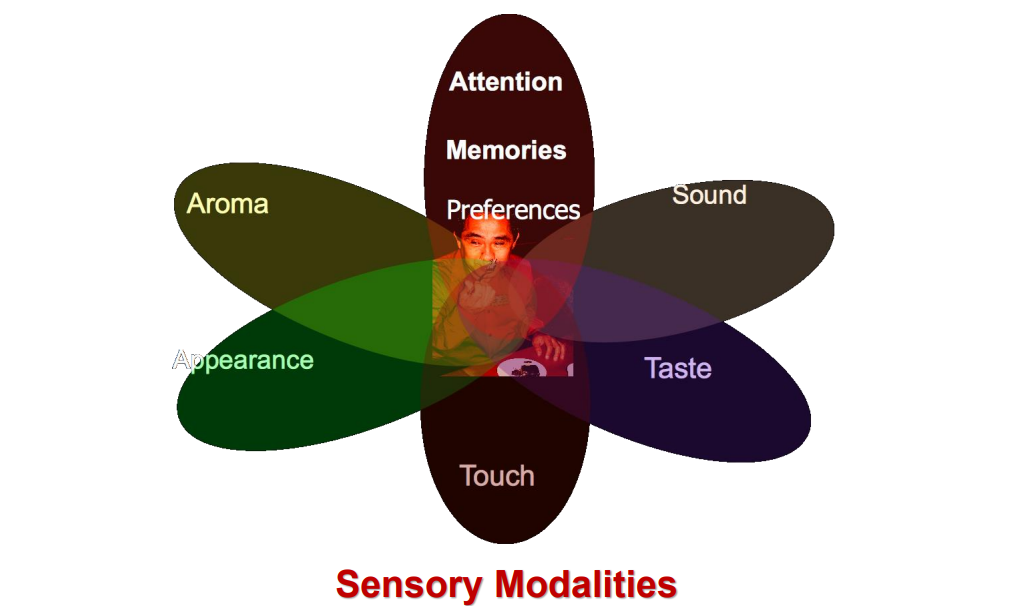 Attention
Memories
Preferences
Aroma
Sound
Appearance
Taste
Touch
Sensory Modalities